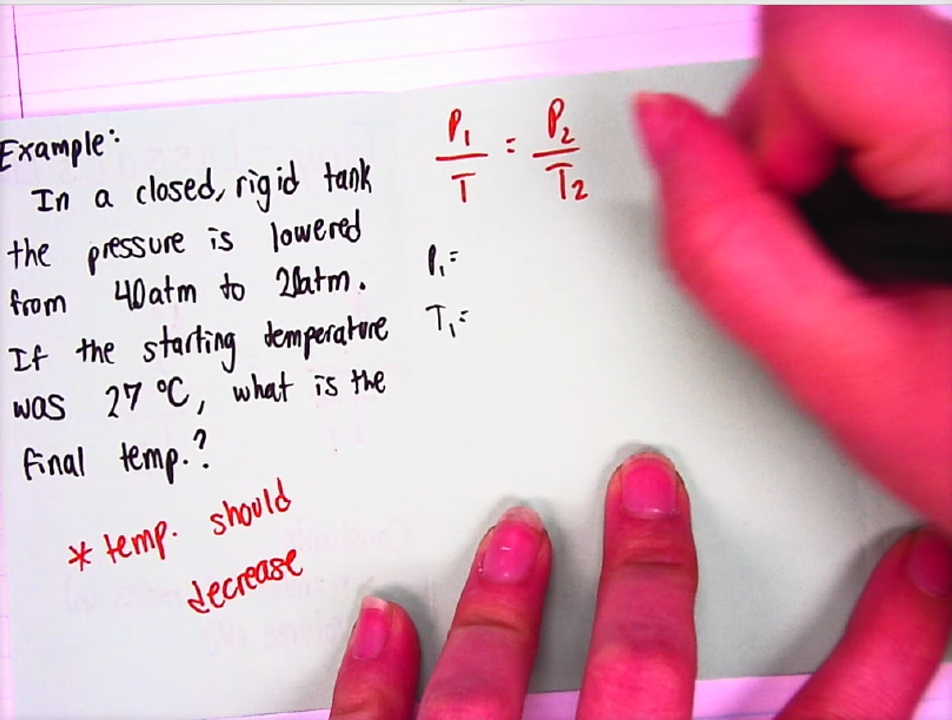 Example:
In a closed, rigid tank
the pressure is lowered
from 40atm to 20atm.
If the starting temperature
was 27 °C, what is the
final temp.?
* temp. should
decrease
P₁ = P₂
T T₂
P₁=
T₁=